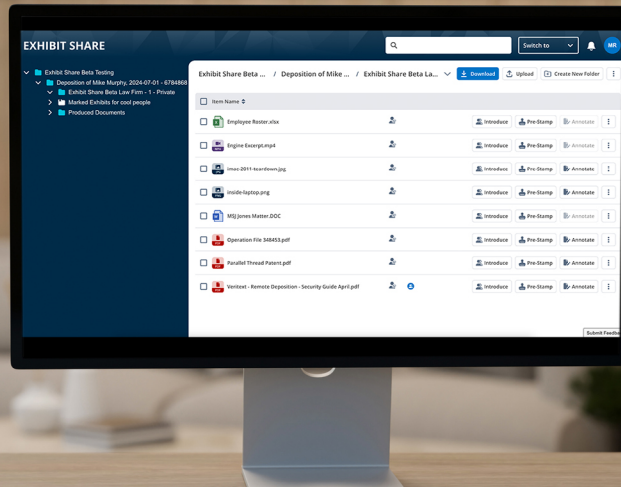 EXHIBIT SHARE
Switch to
MR
Exhibit Share Beta Testing
Deposition of Mike Murphy, 2024-07-01 - 6784868
Exhibit Share Beta Law Firm - 1 - Private
Marked Exhibits for cool people
Produced Documents
Exhibit Share Beta ... / Deposition of Mike ... / Exhibit Share Beta La...
Download
Upload
Create New Folder
Item Name
Employee Roster.xlsx Introduce Pre-Stamp Annotate
Engine Excerpt.mp4 Introduce Pre-Stamp Annotate
imac-2011-teardown.jpg Introduce Pre-Stamp Annotate
inside-laptop.png Introduce Pre-Stamp Annotate
MSJ Jones Matter.DOC Introduce Pre-Stamp Annotate
Operation File 348453.pdf Introduce Pre-Stamp Annotate
Parallel Thread Patent.pdf Introduce Pre-Stamp Annotate
Veritext - Remote Deposition - Security Guide April.pdf Introduce Pre-Stamp Annotate
Submit Feedba